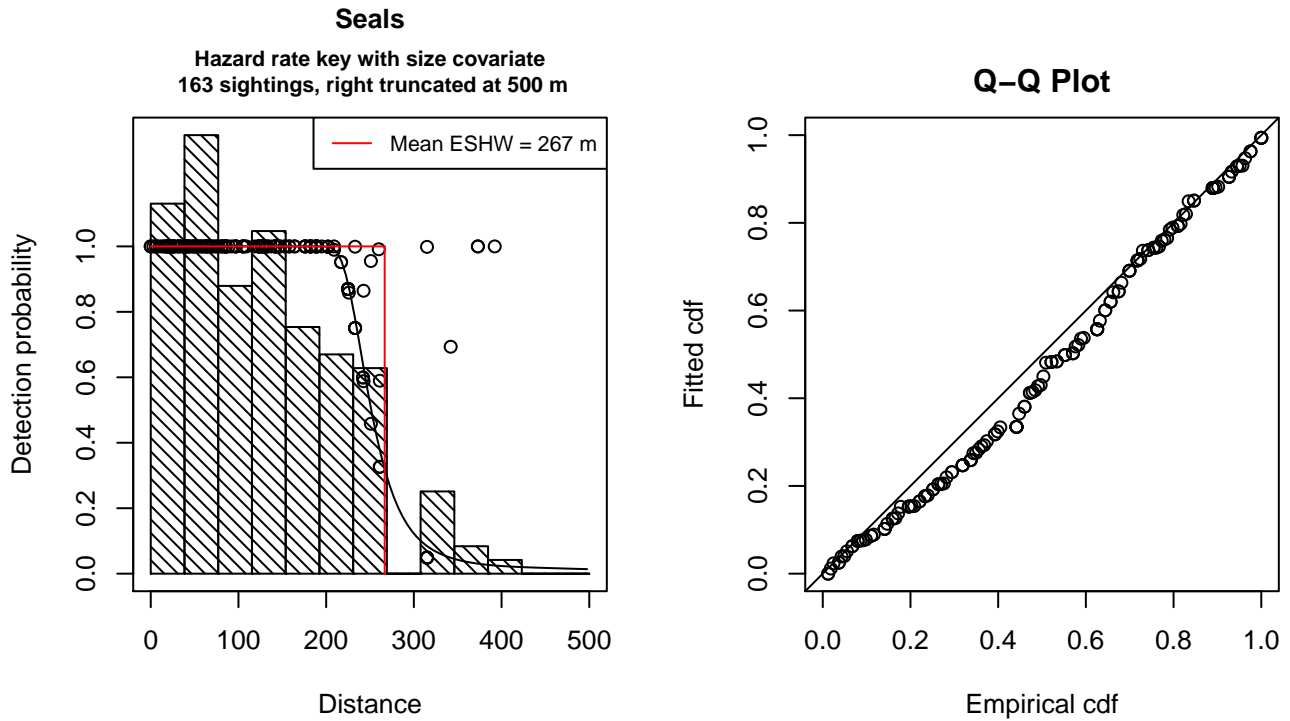 Seals
Hazard rate key with size covariate
163 sightings, right truncated at 500 m
Mean ESHW = 267 m
Detection probability
0.0 0.2 0.4 0.6 0.8 1.0
0 100 200 300 400 500
Distance
Q−Q Plot
Fitted cdf
0.0 0.2 0.4 0.6 0.8 1.0
0.0 0.2 0.4 0.6 0.8 1.0
Empirical cdf